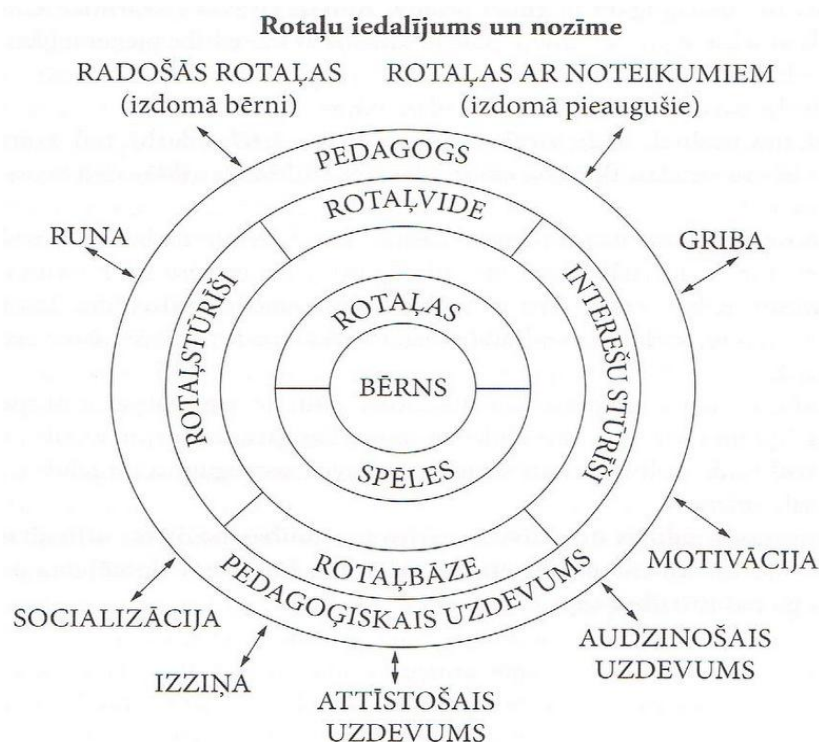 Rotaļu iedalījums un nozīme
RADOŠĀS ROTAĻAS
(izdomā bērni)
ROTAĻAS AR NOTEIKUMIEM
(izdomā pieaugušie)
PEDAGOGS
ROTAĻVIDE
RUNA
GRIBA
ROTAĻSTŪRĪŠI
INTEREŠU STŪRĪŠI
ROTAĻAS
BĒRNS
SPĒLES
ROTAĻBĀZE
PEDAGOĢISKAIS UZDEVUMS
MOTIVĀCIJA
SOCIALIZĀCIJA
AUDZINOŠAIS
UZDEVUMS
IZZIŅA
ATTĪSTOŠAIS
UZDEVUMS